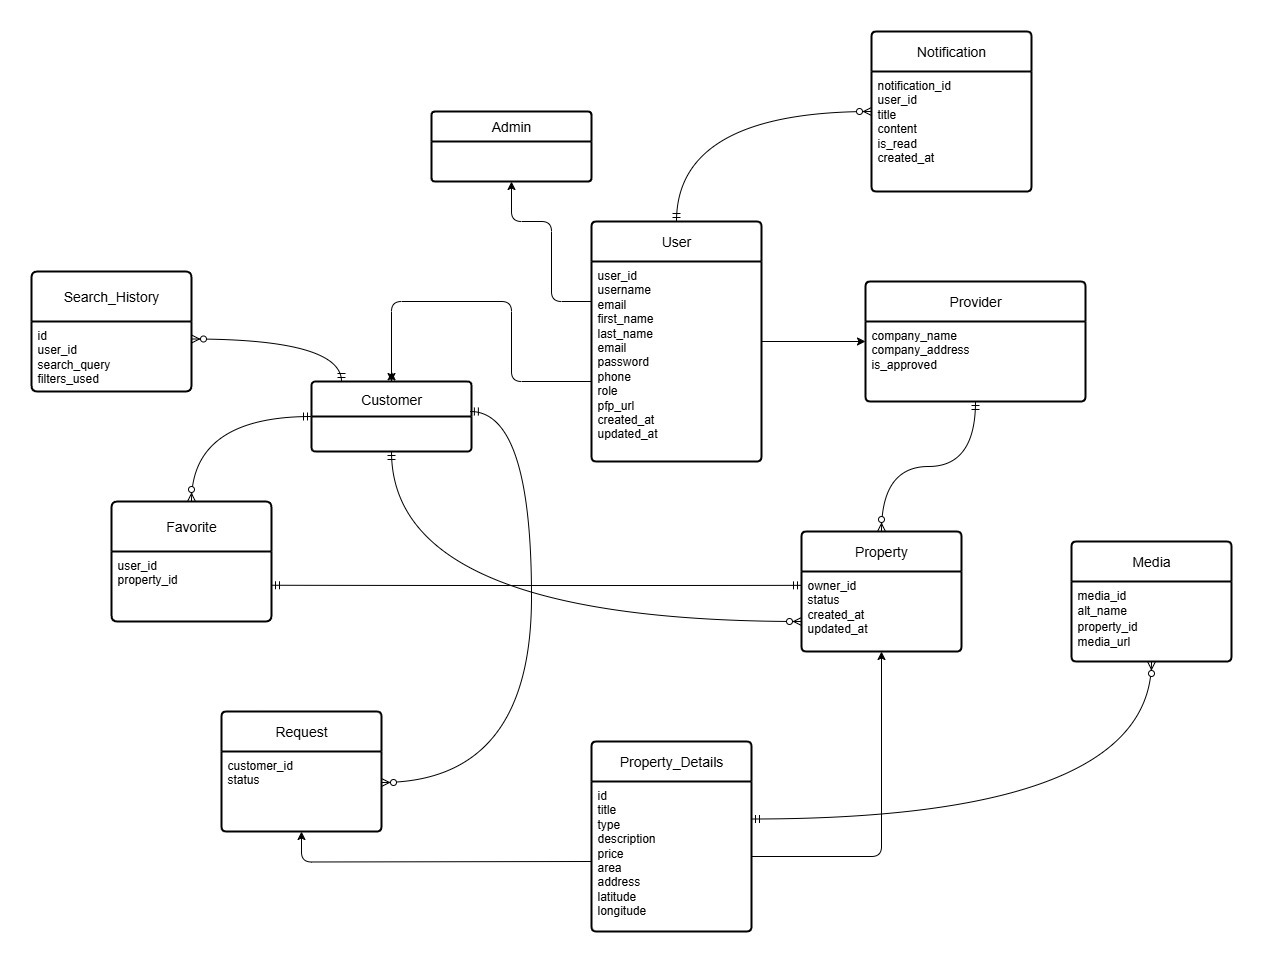 Notification
notification_id
user_id
title
content
is_read
created_at
Admin
User
user_id
username
email
first_name
last_name
email
password
phone
role
pfp_url
created_at
updated_at
Search_History
id
user_id
search_query
filters_used
Provider
company_name
company_address
is_approved
Customer
Favorite
user_id
property_id
Property
owner_id
status
created_at
updated_at
Media
media_id
alt_name
property_id
media_url
Request
customer_id
status
Property_Details
id
title
type
description
price
area
address
latitude
longitude